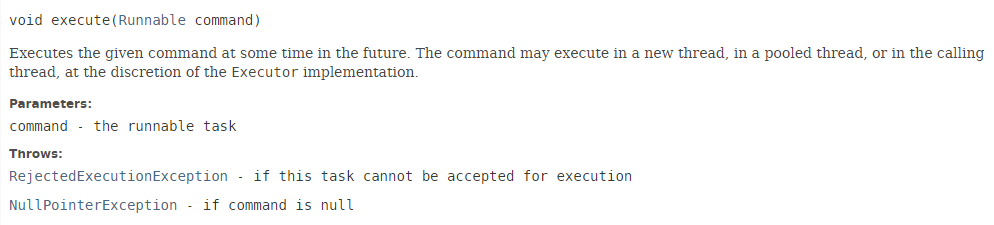 void execute(Runnable command)
Executes the given command at some time in the future. The command may execute in a new thread, in a pooled thread, or in the calling
thread, at the discretion of the Executor implementation.
Parameters:
command - the runnable task
Throws:
RejectedExecutionException - if this task cannot be accepted for execution
NullPointerException - if command is null